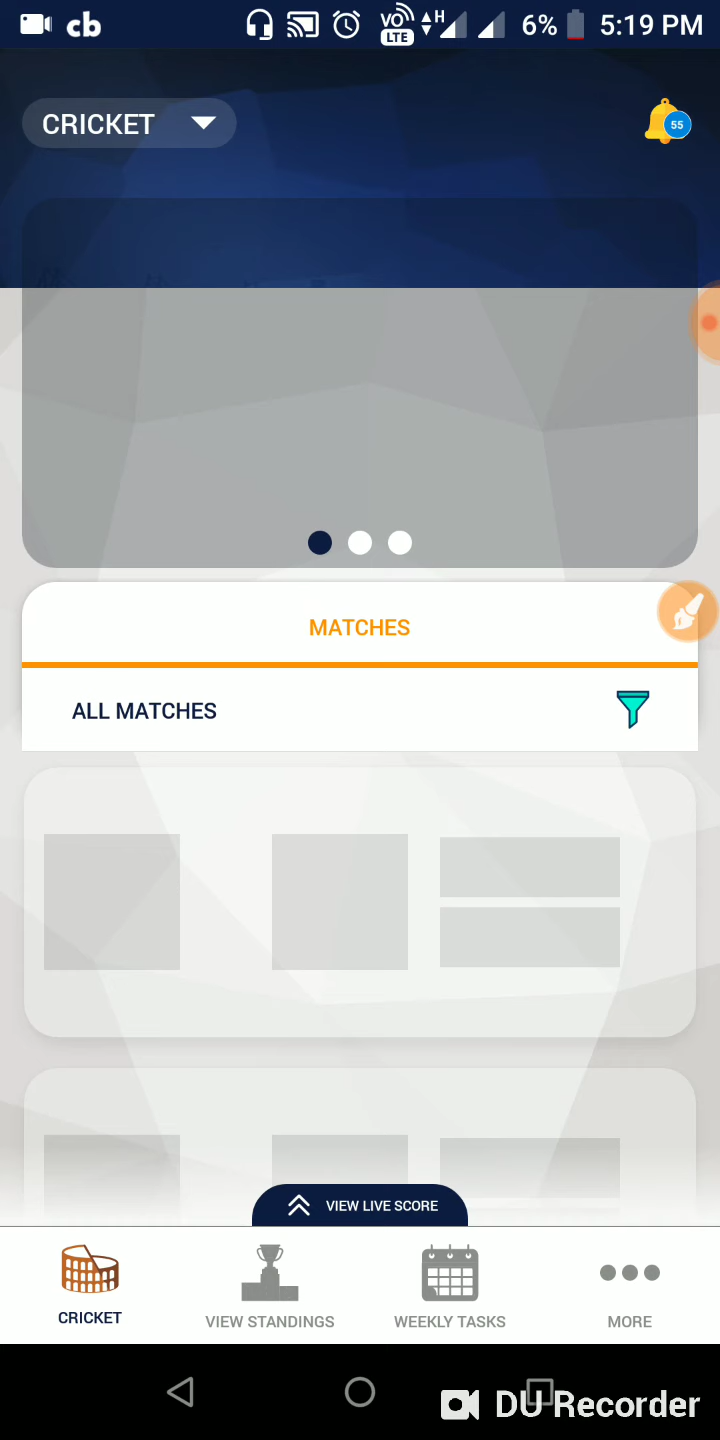 cb VO LTE H 6% 5:19 PM
CRICKET
55
MATCHES
ALL MATCHES
VIEW LIVE SCORE
CRICKET VIEW STANDINGS WEEKLY TASKS MORE
DU Recorder